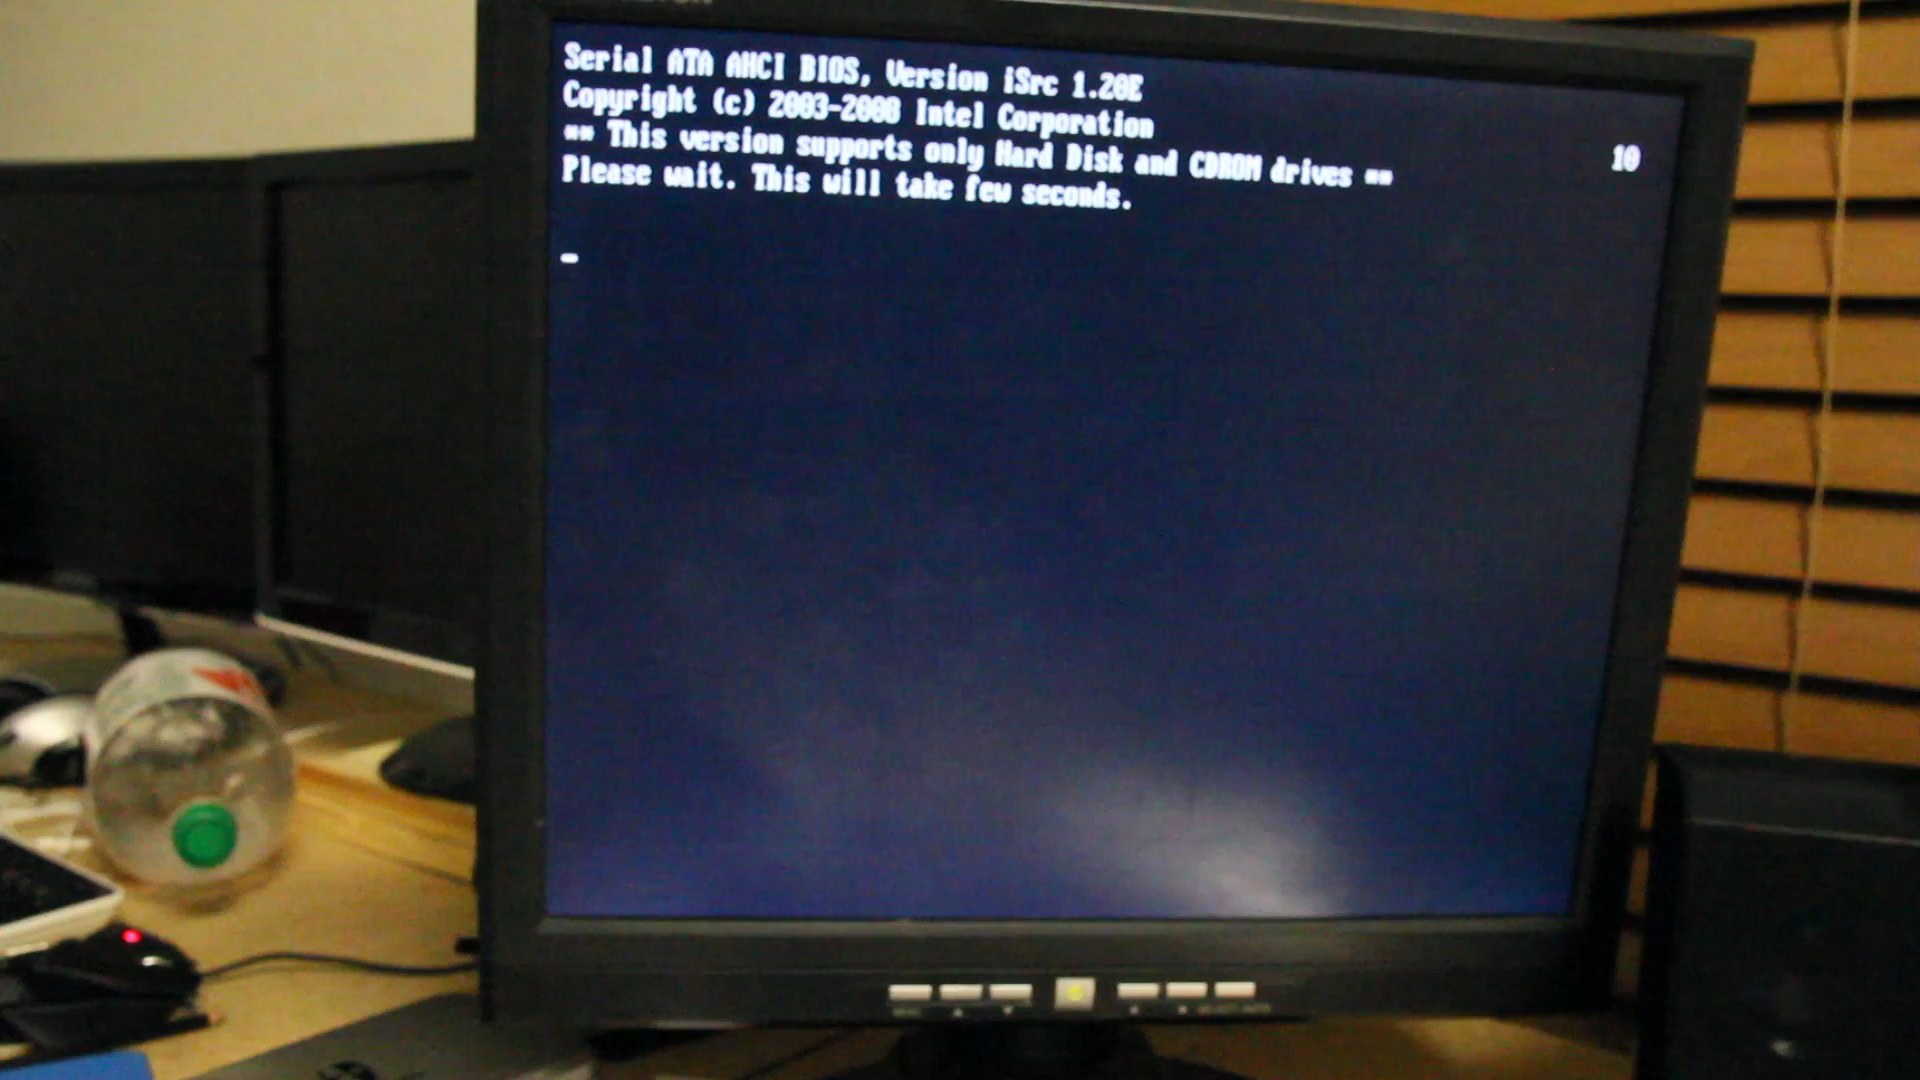 Serial ATA AHCI BIOS, Version iSrc 1.20E
Copyright (c) 2003-2008 Intel Corporation
** This version supports only Hard Disk and CDROM drives **
10
Please wait. This will take few seconds.